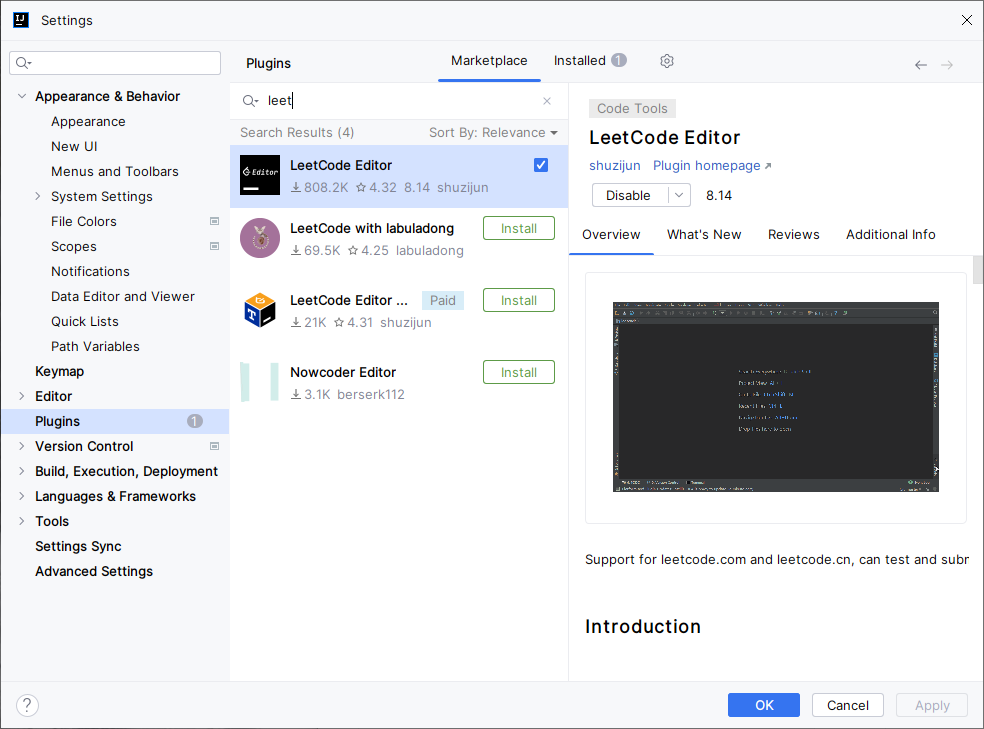 Settings
Plugins
Marketplace
Installed 1
leet
Search Results (4)
Sort By: Relevance
Appearance & Behavior
Appearance
New UI
Menus and Toolbars
System Settings
File Colors
Scopes
Notifications
Data Editor and Viewer
Quick Lists
Path Variables
Keymap
Editor
Plugins 1
Version Control
Build, Execution, Deployment
Languages & Frameworks
Tools
Settings Sync
Advanced Settings
Editor
LeetCode Editor
808.2K 4.32 8.14 shuzijun
LeetCode with labuladong
Install
69.5K 4.25 labuladong
LeetCode Editor ...
Paid
Install
21K 4.31 shuzijun
Nowcoder Editor
Install
3.1K berserk112
Code Tools
LeetCode Editor
shuzijun Plugin homepage
Disable
8.14
Overview
What's New
Reviews
Additional Info
Support for leetcode.com and leetcode.cn, can test and subm
Introduction
?
OK
Cancel
Apply